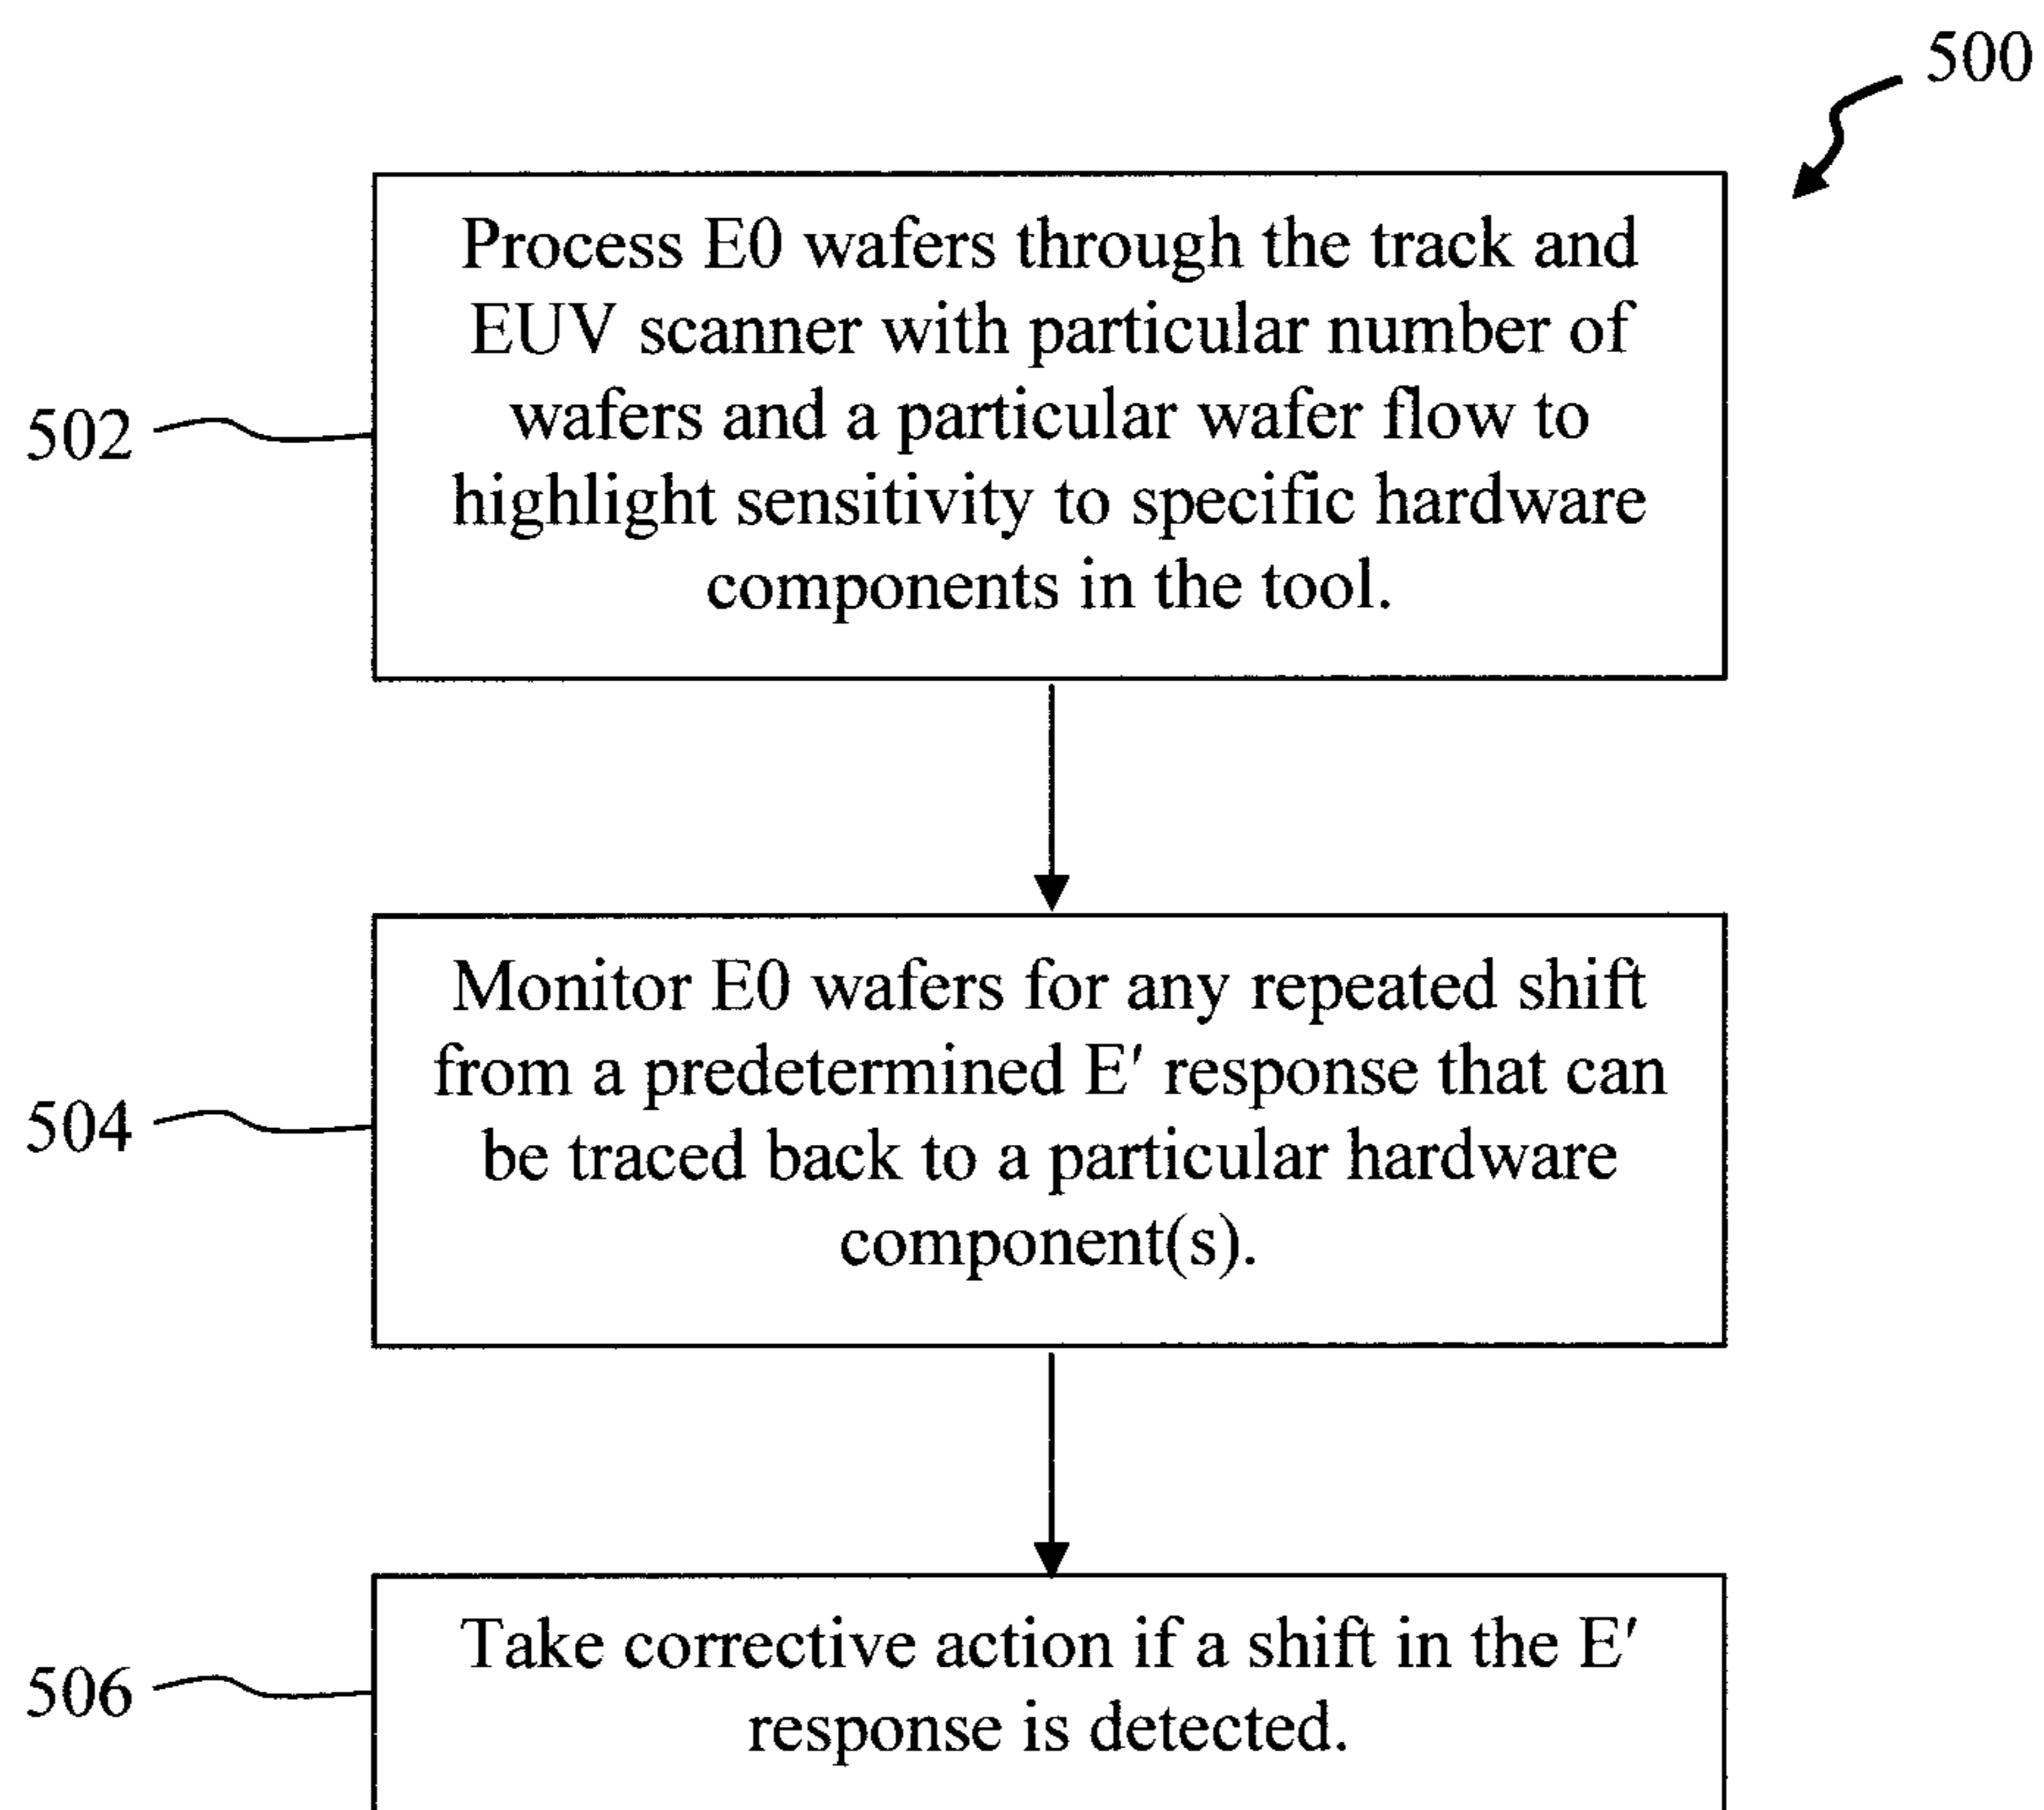 500
Process E0 wafers through the track and
EUV scanner with particular number of
wafers and a particular wafer flow to
highlight sensitivity to specific hardware
components in the tool.
502
Monitor E0 wafers for any repeated shift
from a predetermined E' response that can
be traced back to a particular hardware
component(s).
504
Take corrective action if a shift in the E'
response is detected.
506